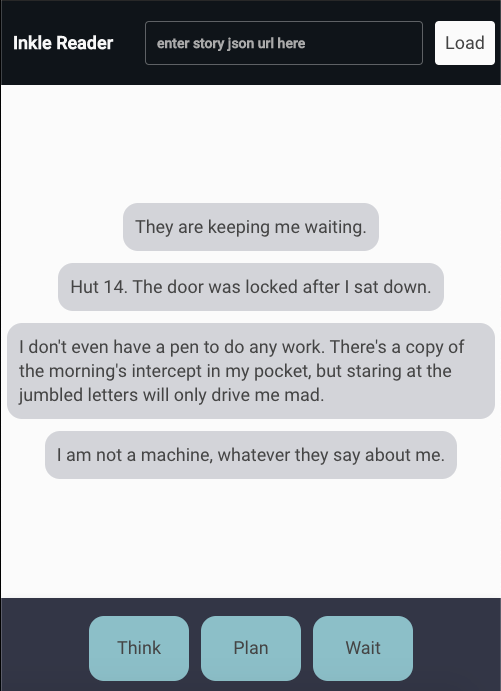 Inkle Reader
enter story json url here
Load
They are keeping me waiting.
Hut 14. The door was locked after I sat down.
I don't even have a pen to do any work. There's a copy of
the morning's intercept in my pocket, but staring at the
jumbled letters will only drive me mad.
I am not a machine, whatever they say about me.
Think
Plan
Wait